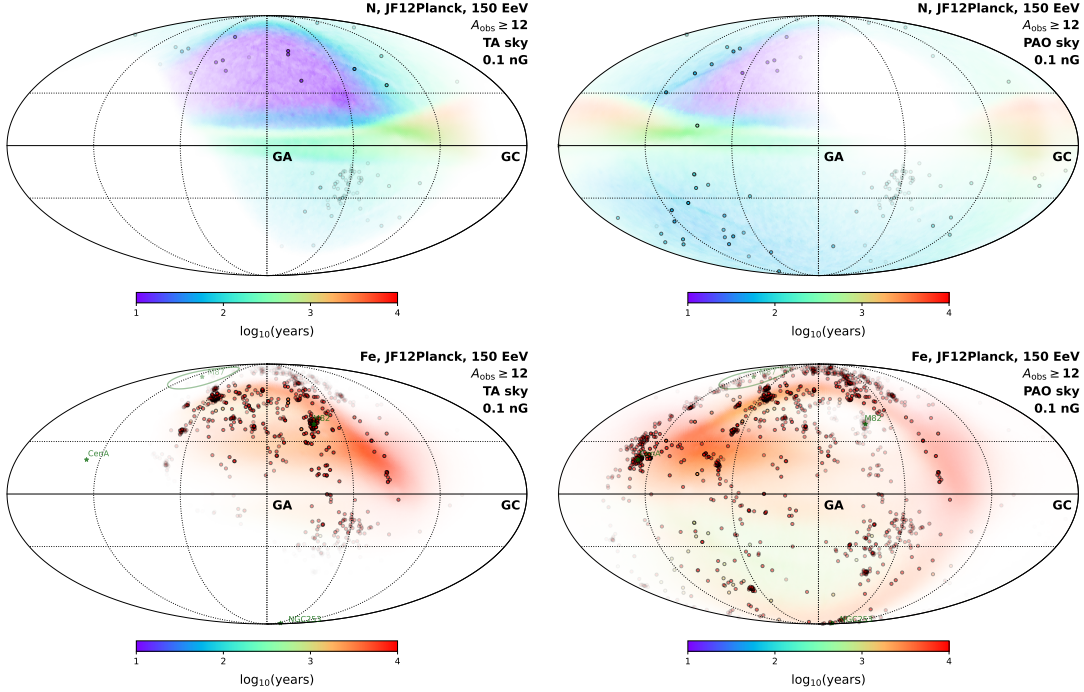 N, JF12Planck, 150 EeV
A_obs ≥ 12
TA sky
0.1 nG
GA
GC
1 2 3 4
log₁₀(years)
N, JF12Planck, 150 EeV
A_obs ≥ 12
PAO sky
0.1 nG
GA
GC
1 2 3 4
log₁₀(years)
Fe, JF12Planck, 150 EeV
A_obs ≥ 12
TA sky
0.1 nG
CenA
GA
GC
NGC253
1 2 3 4
log₁₀(years)
Fe, JF12Planck, 150 EeV
A_obs ≥ 12
PAO sky
0.1 nG
M82
GA
GC
NGC253
1 2 3 4
log₁₀(years)